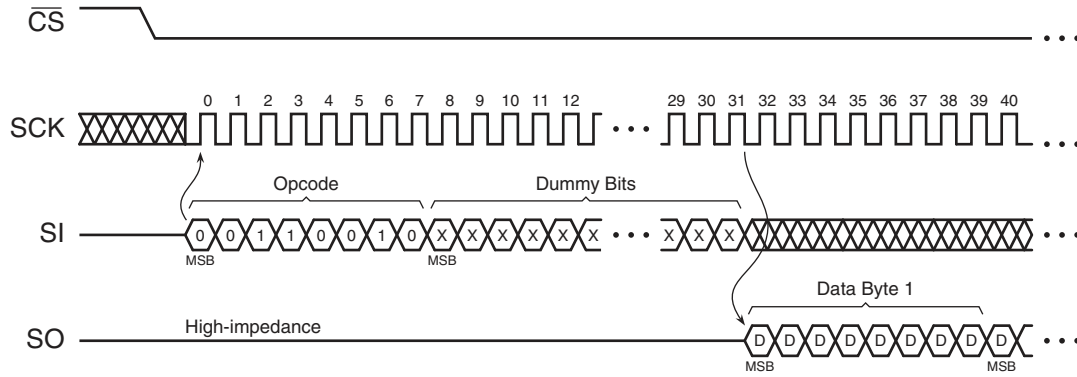 CS
SCK
0 1 2 3 4 5 6 7 8 9 10 11 12 29 30 31 32 33 34 35 36 37 38 39 40
Opcode Dummy Bits
SI
0 0 1 1 0 0 1 0 X X X X X X X X X
MSB MSB
Data Byte 1
High-impedance
SO
D D D D D D D D D
MSB MSB